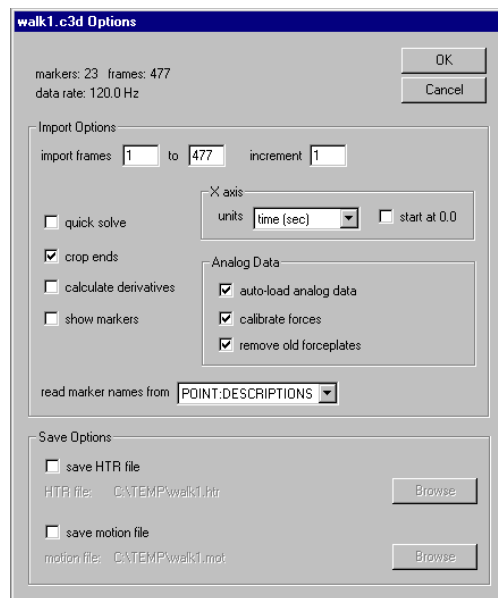 walk1.c3d Options
markers: 23 frames: 477
data rate: 120.0 Hz
OK
Cancel
Import Options
import frames 1 to 477 increment 1
X axis
units time (sec) start at 0.0
quick solve
crop ends
calculate derivatives
show markers
Analog Data
auto-load analog data
calibrate forces
remove old forceplates
read marker names from POINT:DESCRIPTIONS
Save Options
save HTR file
HTR file: C:\TEMP\walk1.htr Browse
save motion file
motion file: C:\TEMP\walk1.mot Browse